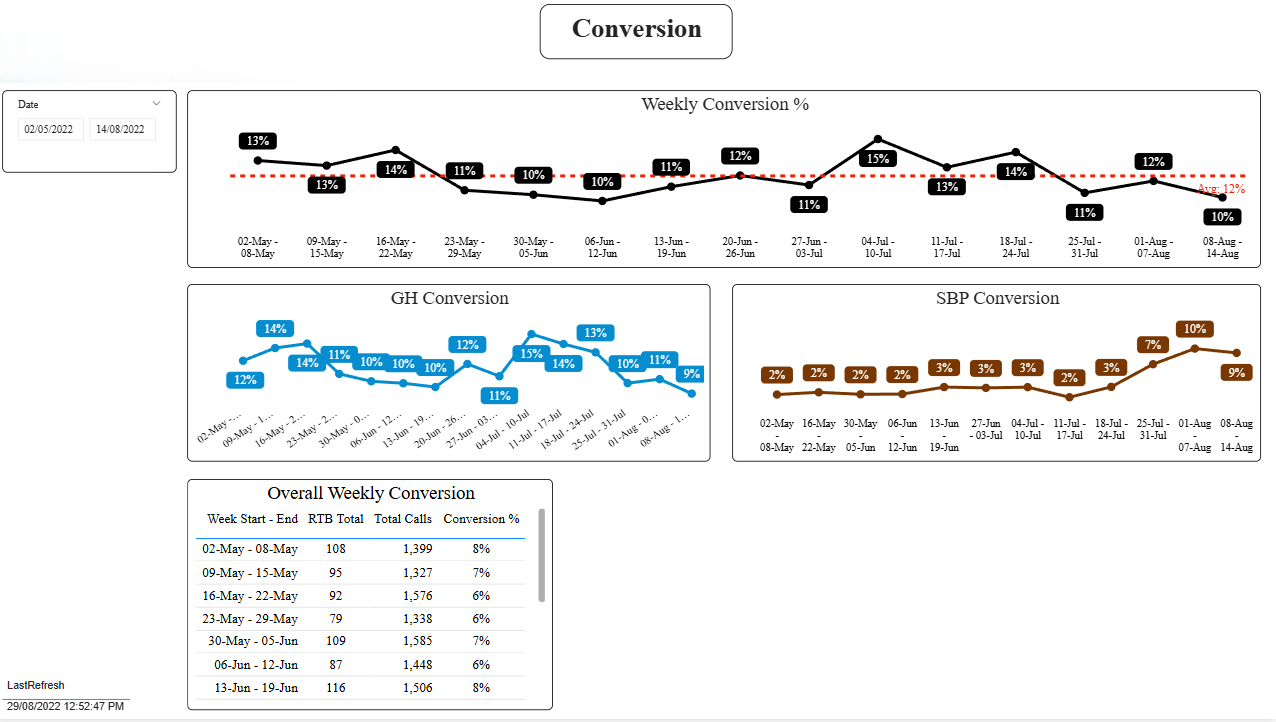 Conversion
Date
02/05/2022 14/08/2022
Weekly Conversion %
13% 13% 14% 11% 10% 10% 11% 12% 11% 15% 13% 14% 11% 12% 10%
Avg: 12%
02-May - 09-May - 16-May - 23-May - 30-May - 06-Jun - 13-Jun - 20-Jun - 27-Jun - 04-Jul - 11-Jul - 18-Jul - 25-Jul - 01-Aug - 08-Aug -
08-May 15-May 22-May 29-May 05-Jun 12-Jun 19-Jun 26-Jun 03-Jul 10-Jul 17-Jul 24-Jul 31-Jul 07-Aug 14-Aug
GH Conversion
12% 14% 14% 11% 10% 10% 10% 12% 11% 15% 14% 13% 10% 11% 9%
02-May -...
09-May - 1...
16-May - 2...
23-May - 2...
30-May - 0...
06-Jun - 12...
13-Jun - 19...
20-Jun - 26...
27-Jun - 03...
04-Jul - 10-Jul
11-Jul - 17-Jul
18-Jul - 24-Jul
25-Jul - 31-Jul
01-Aug - 0...
08-Aug - 1...
SBP Conversion
2% 2% 2% 2% 3% 3% 3% 2% 3% 7% 10% 9%
02-May 16-May 30-May 06-Jun 13-Jun 27-Jun 04-Jul - 11-Jul - 18-Jul - 25-Jul - 01-Aug 08-Aug
- - - - - - 03-Jul 10-Jul 17-Jul 24-Jul 31-Jul - -
08-May 22-May 05-Jun 12-Jun 19-Jun 07-Aug 14-Aug
Overall Weekly Conversion
Week Start - End RTB Total Total Calls Conversion %
02-May - 08-May 108 1,399 8%
09-May - 15-May 95 1,327 7%
16-May - 22-May 92 1,576 6%
23-May - 29-May 79 1,338 6%
30-May - 05-Jun 109 1,585 7%
06-Jun - 12-Jun 87 1,448 6%
13-Jun - 19-Jun 116 1,506 8%
LastRefresh
29/08/2022 12:52:47 PM